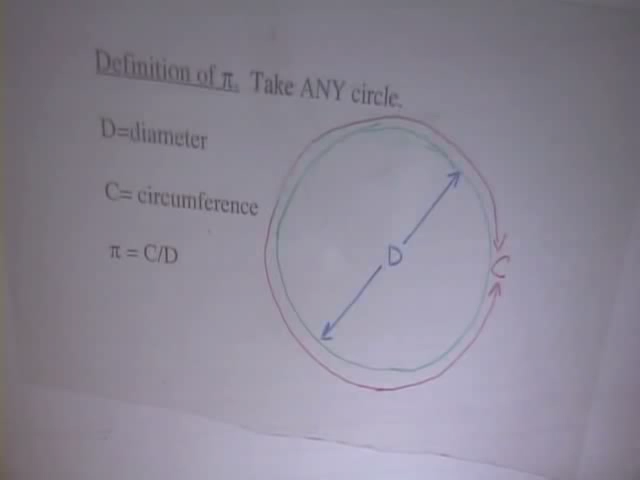 Definition of π. Take ANY circle.
D=diameter
C= circumference
π = C/D
D
C